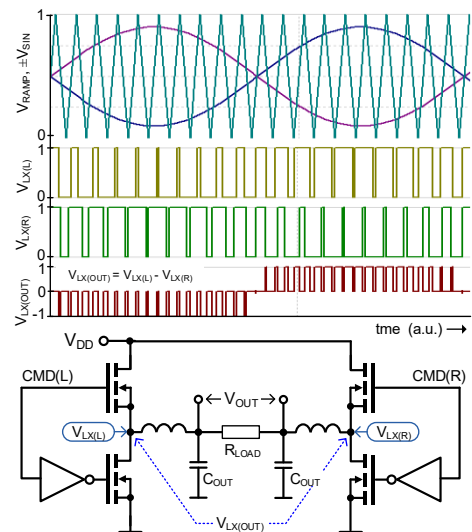 V_RAMP, ±V_SIN
1
0
V_LX(L)
1
0
V_LX(R)
1
0
V_LX(OUT)
1
0
-1
V_LX(OUT) = V_LX(L) - V_LX(R)
tme (a.u.)
V_DD
CMD(L)
CMD(R)
V_OUT
V_LX(L)
V_LX(R)
R_LOAD
C_OUT
C_OUT
V_LX(OUT)